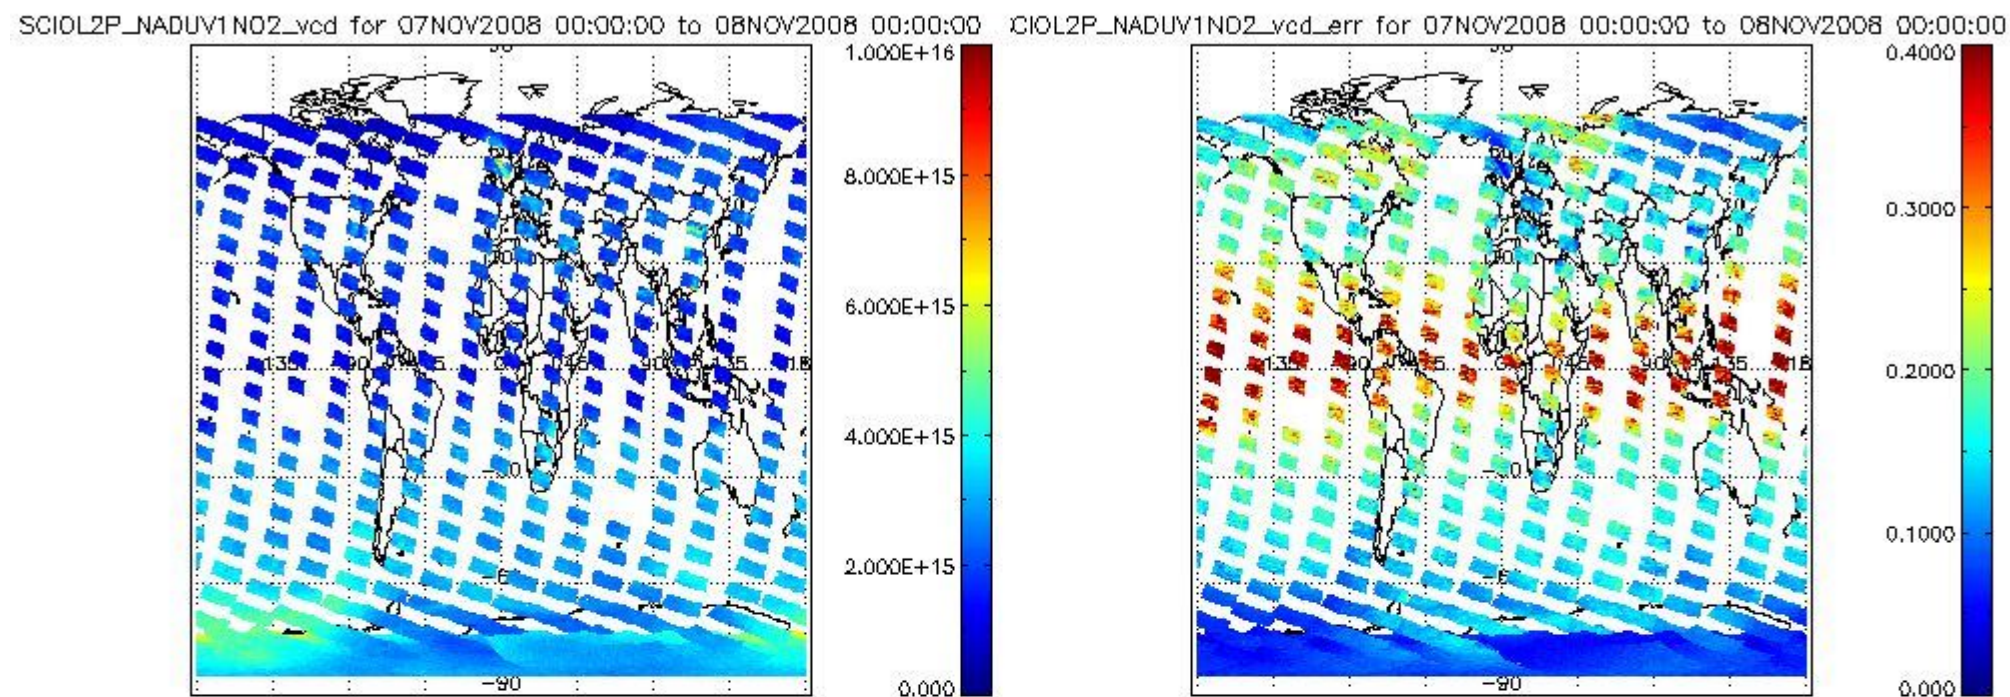 SCIOL2P_NADUV1NO2_vcd for 07NOV2008 00:00:00 to 08NOV2008 00:00:00
CIOL2P_NADUV1NO2_vcd_err for 07NOV2008 00:00:00 to 08NOV2008 00:00:00
1.000E+16
8.000E+15
6.000E+15
4.000E+15
2.000E+15
0.000
-90
0.4000
0.3000
0.2000
0.1000
0.000
-90